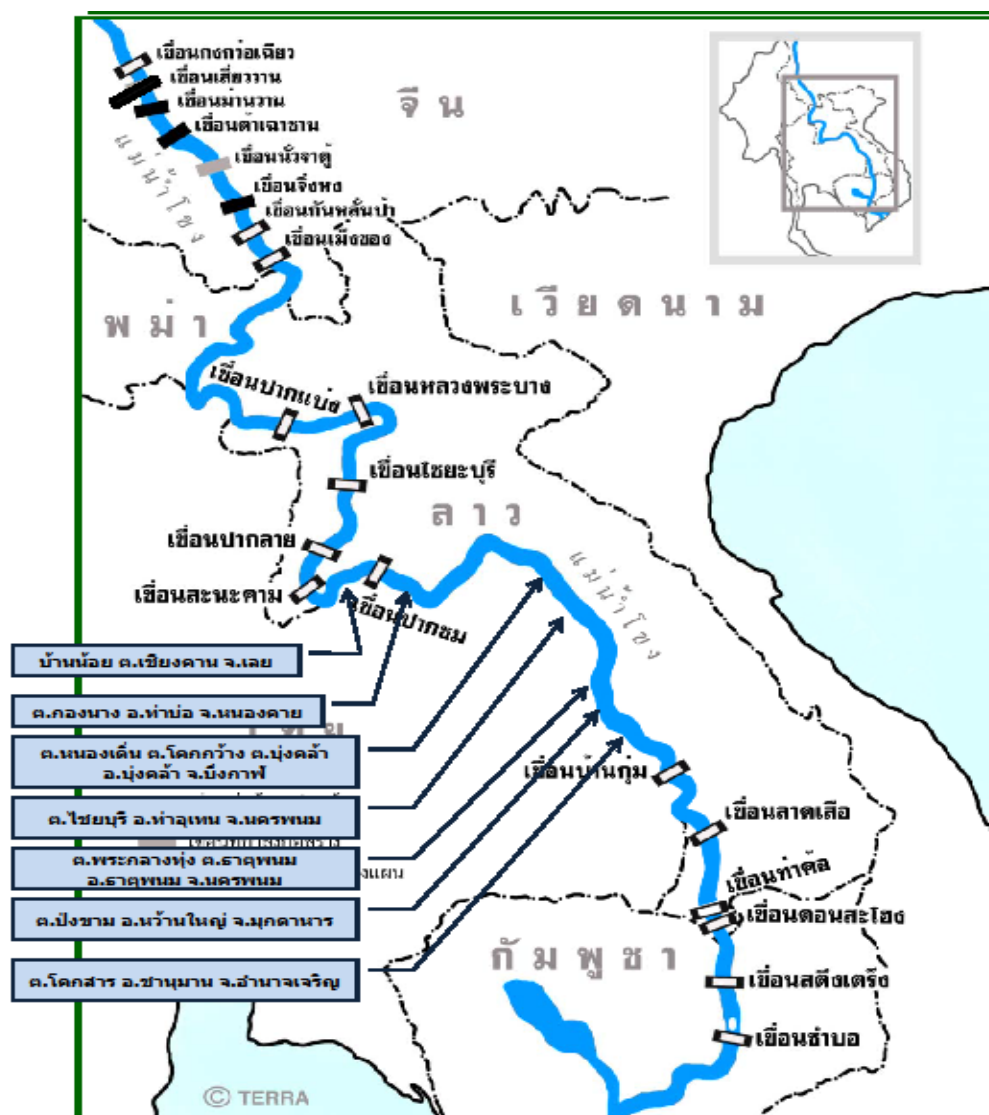 เขื่อนกงกว่อเฉียว
เขื่อนเสี่ยววาน
เขื่อนม่านวาน
เขื่อนต้าเฉาชาน
เขื่อนนัวจาตู้
เขื่อนจิ่งหง
เขื่อนกันหลันป้า
เขื่อนเม็งซอง
แม่น้ำโขง
จีน
พม่า
เวียดนาม
เขื่อนปากแบ่ง
เขื่อนหลวงพระบาง
เขื่อนไซยะบุรี
ลาว
เขื่อนปากลาย
เขื่อนสะนะคาม
เขื่อนปากชม
แม่น้ำโขง
บ้านน้อย ต.เชียงคาน จ.เลย
ต.กองนาง อ.ท่าบ่อ จ.หนองคาย
ต.หนองเดิ่น ต.โคกกว้าง ต.บุ่งคล้า
อ.บุ่งคล้า จ.บึงกาฬ
ต.ไชยบุรี อ.ท่าอุเทน จ.นครพนม
ต.พระกลางทุ่ง ต.ธาตุพนม
อ.ธาตุพนม จ.นครพนม
ต.ป่งขาม อ.หว้านใหญ่ จ.มุกดาหาร
ต.โคกสาร อ.ชานุมาน จ.อำนาจเจริญ
เขื่อนบ้านกุ่ม
เขื่อนลาดเสือ
เขื่อนท่าค้อ
เขื่อนดอนสะโฮง
กัมพูชา
เขื่อนสตึงเตร็ง
เขื่อนซำบอ
© TERRA